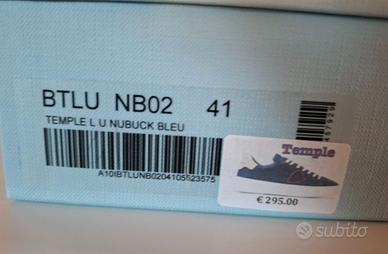 BTLU NB02 41
TEMPLE L U NUBUCK BLEU
A10IBTLUNB0204105523575
Temple
€ 295.00
subito